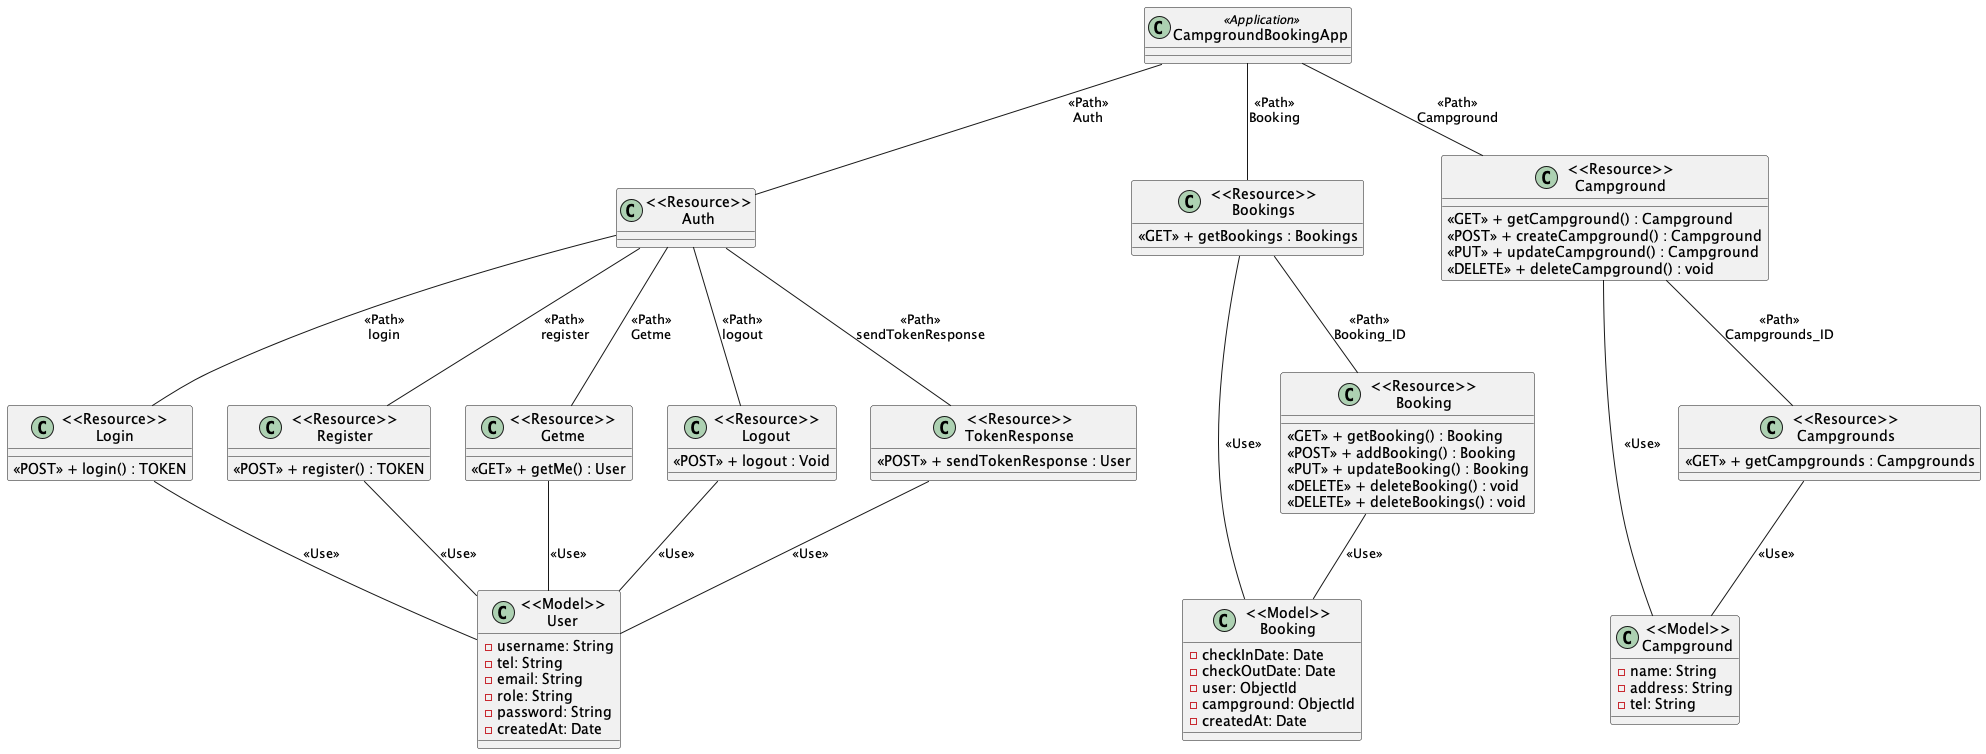 C
«Application»
CampgroundBookingApp
«Path»
Auth
«Path»
Booking
«Path»
Campground
C
<<Resource>>
Auth
C
<<Resource>>
Bookings
«GET» + getBookings : Bookings
C
<<Resource>>
Campground
«GET» + getCampground() : Campground
«POST» + createCampground() : Campground
«PUT» + updateCampground() : Campground
«DELETE» + deleteCampground() : void
«Path»
login
«Path»
register
«Path»
Getme
«Path»
logout
«Path»
sendTokenResponse
«Path»
Booking_ID
«Path»
Campgrounds_ID
C
<<Resource>>
Login
«POST» + login() : TOKEN
C
<<Resource>>
Register
«POST» + register() : TOKEN
C
<<Resource>>
Getme
«GET» + getMe() : User
C
<<Resource>>
Logout
«POST» + logout : Void
C
<<Resource>>
TokenResponse
«POST» + sendTokenResponse : User
«Use»
C
<<Resource>>
Booking
«GET» + getBooking() : Booking
«POST» + addBooking() : Booking
«PUT» + updateBooking() : Booking
«DELETE» + deleteBooking() : void
«DELETE» + deleteBookings() : void
«Use»
C
<<Resource>>
Campgrounds
«GET» + getCampgrounds : Campgrounds
«Use»
«Use»
«Use»
«Use»
«Use»
«Use»
«Use»
C
<<Model>>
User
username: String
tel: String
email: String
role: String
password: String
createdAt: Date
C
<<Model>>
Booking
checkInDate: Date
checkOutDate: Date
user: ObjectId
campground: ObjectId
createdAt: Date
C
<<Model>>
Campground
name: String
address: String
tel: String